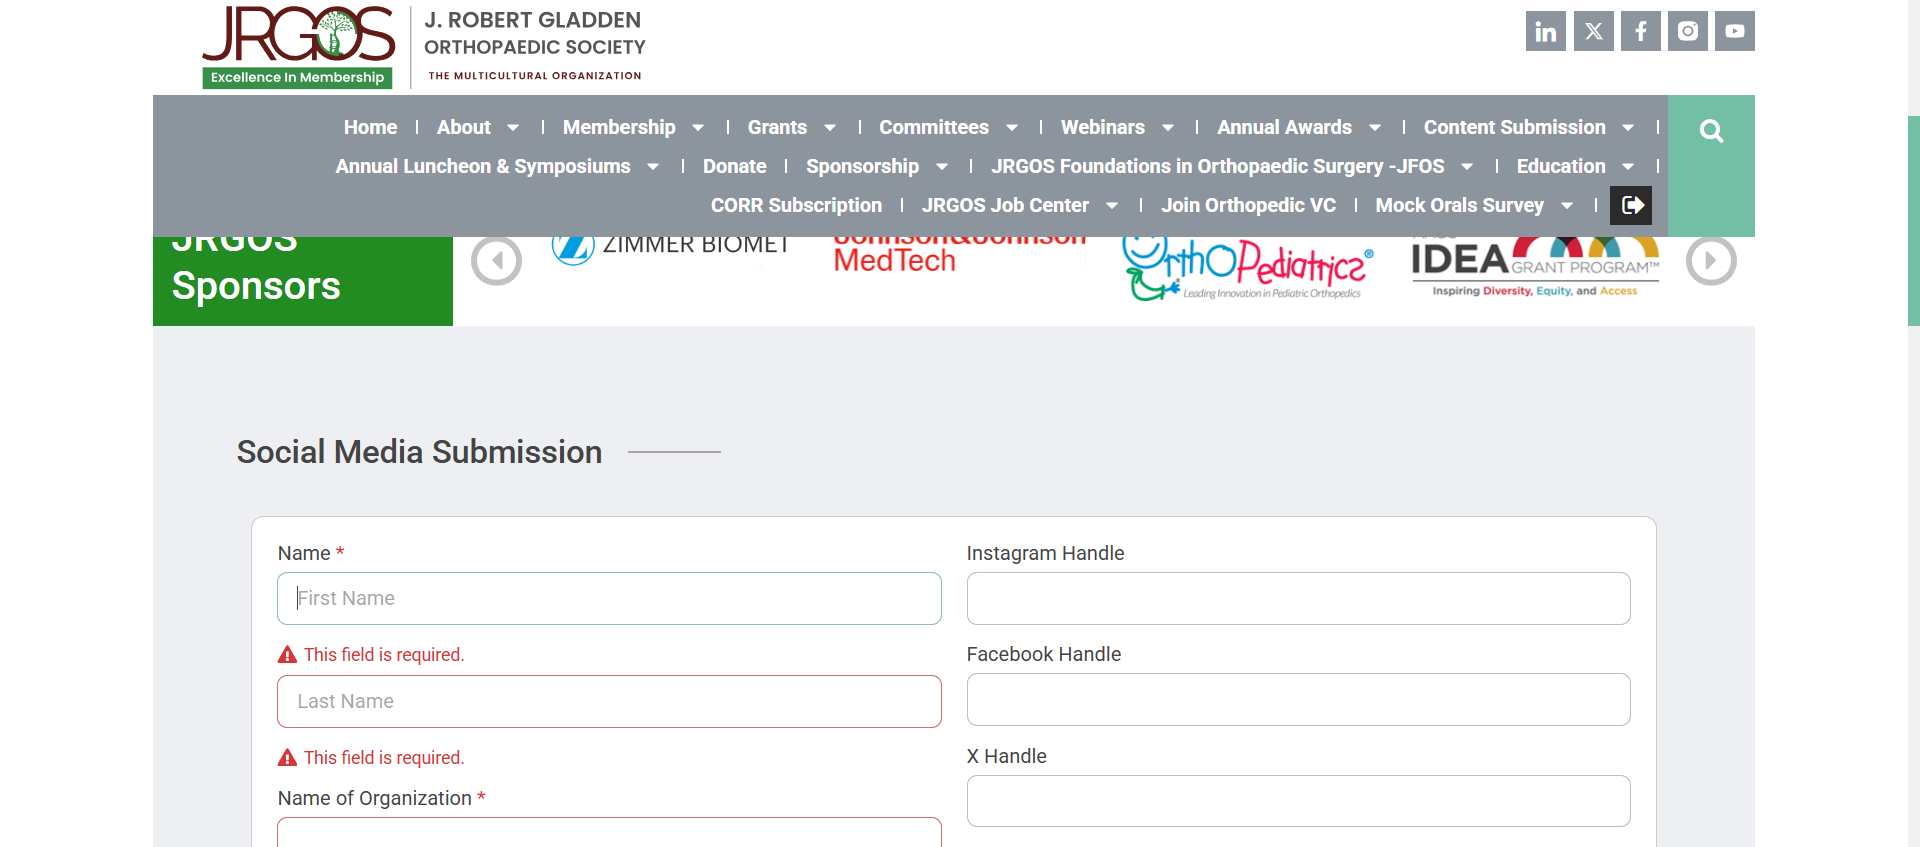 JRGOS
Excellence In Membership
J. ROBERT GLADDEN
ORTHOPAEDIC SOCIETY
THE MULTICULTURAL ORGANIZATION
Home
About
Membership
Grants
Committees
Webinars
Annual Awards
Content Submission
Annual Luncheon & Symposiums
Donate
Sponsorship
JRGOS Foundations in Orthopaedic Surgery -JFOS
Education
CORR Subscription
JRGOS Job Center
Join Orthopedic VC
Mock Orals Survey
JRGOS
Sponsors
ZIMMER BIOMET
Johnson&Johnson
MedTech
OrthoPediatrics®
Leading Innovation in Pediatric Orthopedics
IDEA GRANT PROGRAM™
Inspiring Diversity, Equity, and Access
Social Media Submission
Name *
First Name
This field is required.
Last Name
This field is required.
Name of Organization *
Instagram Handle
Facebook Handle
X Handle